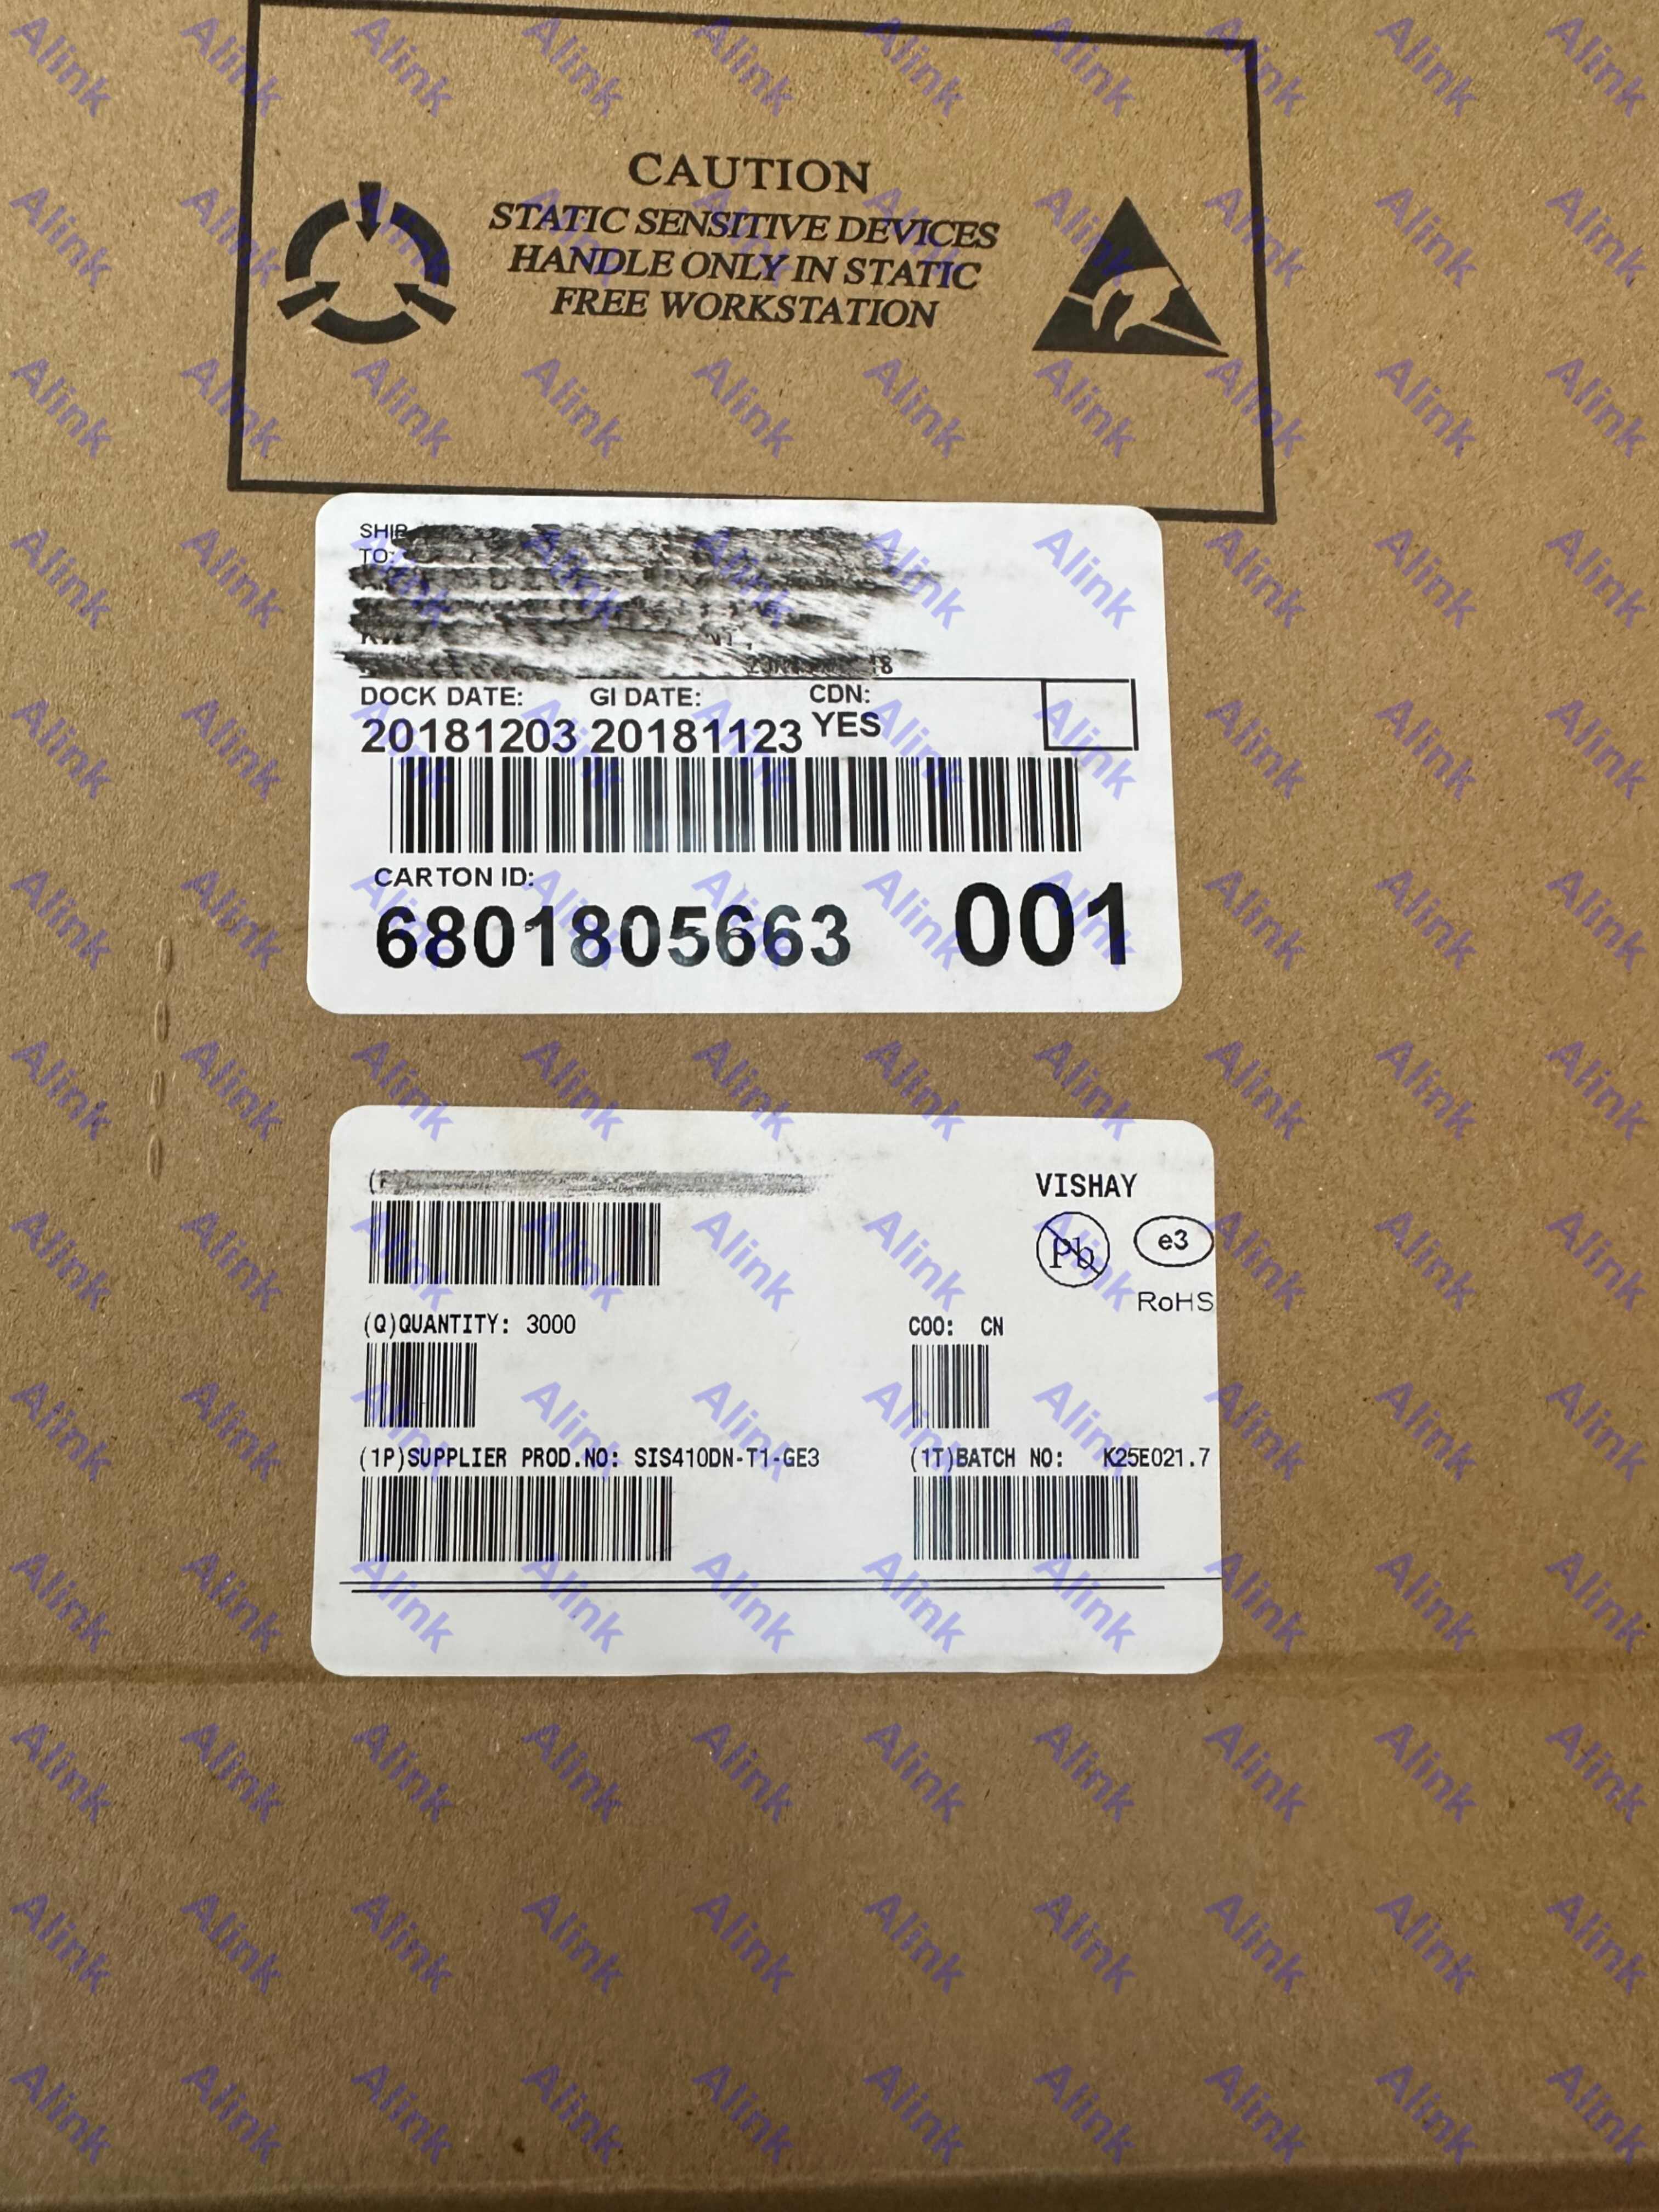 CAUTION
STATIC SENSITIVE DEVICES
HANDLE ONLY IN STATIC
FREE WORKSTATION
SHIP
TO:
DOCK DATE: GI DATE: CDN:
20181203 20181123 YES
CARTON ID:
6801805663 001
VISHAY
Pb e3
RoHS
(Q)QUANTITY: 3000 COO: CN
(1P)SUPPLIER PROD.NO: SIS410DN-T1-GE3 (1T)BATCH NO: K25E021.7
Alink